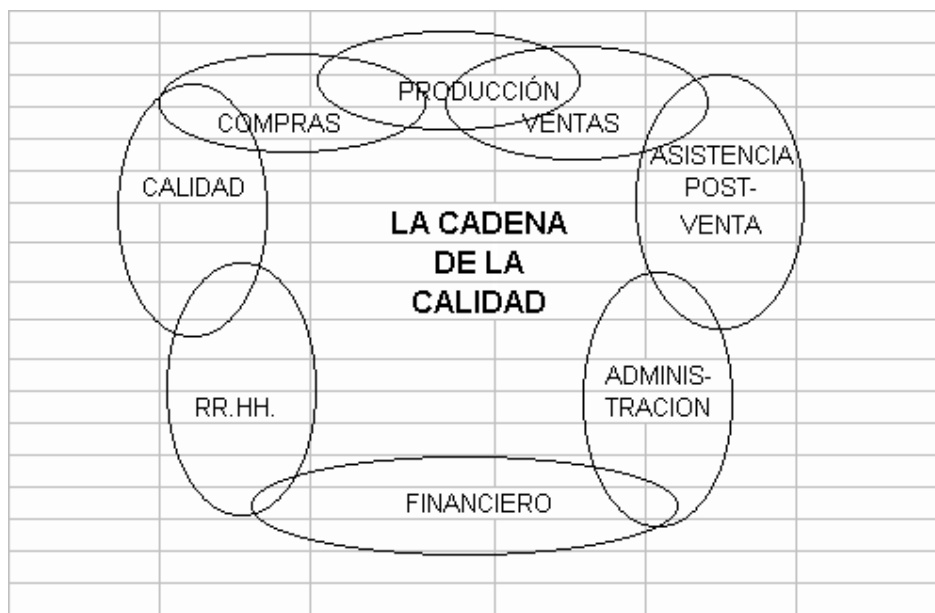 PRODUCCIÓN
COMPRAS
VENTAS
ASISTENCIA
POST-
VENTA
CALIDAD
LA CADENA
DE LA
CALIDAD
ADMINIS-
TRACION
RR.HH.
FINANCIERO